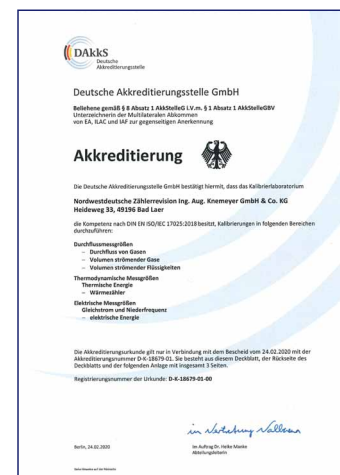 DAkkS
Deutsche
Akkreditierungsstelle
Deutsche Akkreditierungsstelle GmbH
Beliehene gemäß § 8 Absatz 1 AkkStelleG i.V.m. § 1 Absatz 1 AkkStelleGBV
Unterzeichnerin der Multilateralen Abkommen
von EA, ILAC und IAF zur gegenseitigen Anerkennung
Akkreditierung
Die Deutsche Akkreditierungsstelle GmbH bestätigt hiermit, dass das Kalibrierlaboratorium
Nordwestdeutsche Zählerrevision Ing. Aug. Knemeyer GmbH & Co. KG
Heideweg 33, 49196 Bad Laer
die Kompetenz nach DIN EN ISO/IEC 17025:2018 besitzt, Kalibrierungen in folgenden Bereichen
durchzuführen:
Durchflussmessgrößen
– Durchfluss von Gasen
– Volumen strömender Gase
– Volumen strömender Flüssigkeiten
Thermodynamische Messgrößen
Thermische Energie
– Wärmezähler
Elektrische Messgrößen
Gleichstrom und Niederfrequenz
– elektrische Energie
Die Akkreditierungsurkunde gilt nur in Verbindung mit dem Bescheid vom 24.02.2020 mit der
Akkreditierungsnummer D-K-18679-01. Sie besteht aus diesem Deckblatt, der Rückseite des
Deckblatts und der folgenden Anlage mit insgesamt 3 Seiten.
Registrierungsnummer der Urkunde: D-K-18679-01-00
in Vertretung
Berlin, 24.02.2020
Im Auftrag Dr. Heike Manke
Abteilungsleiterin